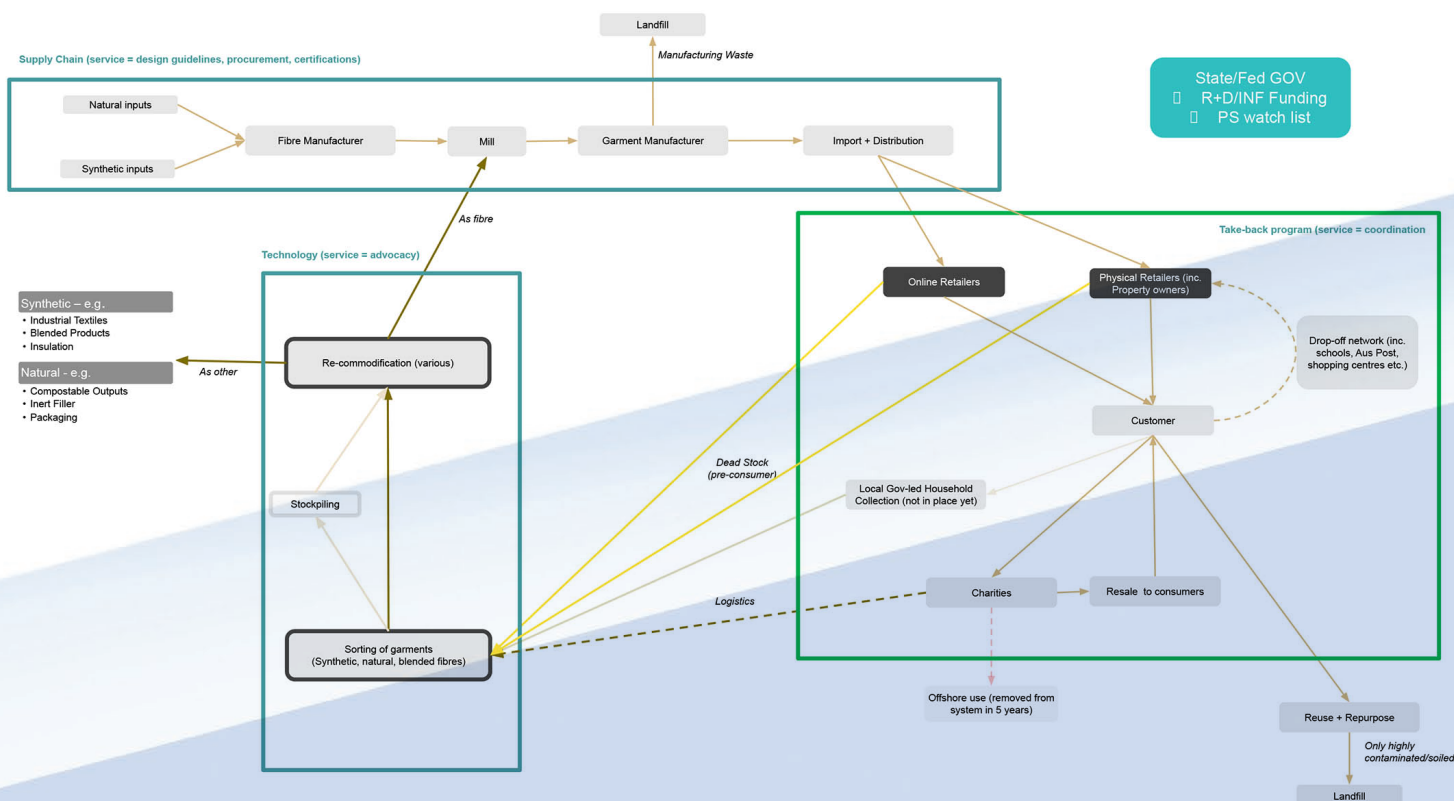 Landfill
Manufacturing Waste
Supply Chain (service = design guidelines, procurement, certifications)
State/Fed GOV
R+D/INF Funding
PS watch list
Natural inputs
Synthetic inputs
Fibre Manufacturer
Mill
Garment Manufacturer
Import + Distribution
As fibre
Take-back program (service = coordination
Technology (service = advocacy)
Online Retailers
Physical Retailers (inc.
Property owners)
Synthetic – e.g.
• Industrial Textiles
• Blended Products
• Insulation
Natural - e.g.
• Compostable Outputs
• Inert Filler
• Packaging
As other
Re-commodification (various)
Drop-off network (inc.
schools, Aus Post,
shopping centres etc.)
Customer
Dead Stock
(pre-consumer)
Local Gov-led Household
Collection (not in place yet)
Stockpiling
Logistics
Charities
Resale to consumers
Sorting of garments
(Synthetic, natural, blended fibres)
Offshore use (removed from
system in 5 years)
Reuse + Repurpose
Only highly
contaminated/soiled
Landfill